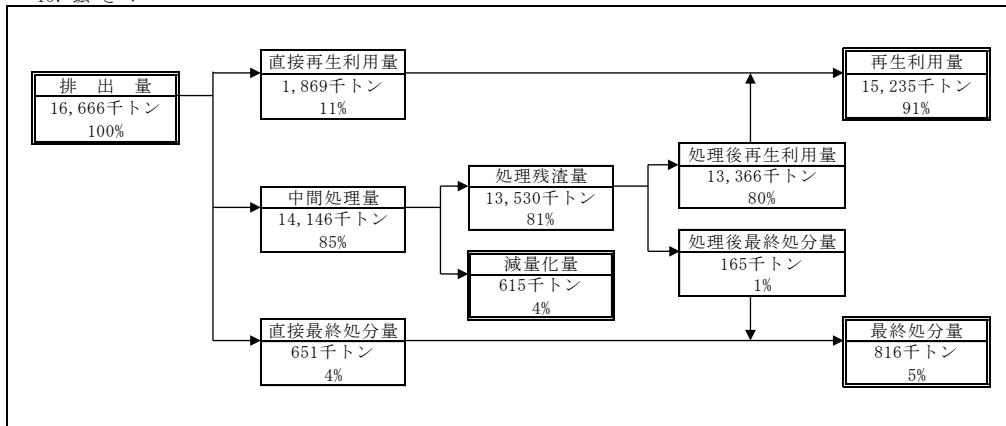 排 出 量
16,666千トン
100%
直接再生利用量
1,869千トン
11%
中間処理量
14,146千トン
85%
直接最終処分量
651千トン
4%
処理残渣量
13,530千トン
81%
減量化量
615千トン
4%
処理後再生利用量
13,366千トン
80%
処理後最終処分量
165千トン
1%
再生利用量
15,235千トン
91%
最終処分量
816千トン
5%